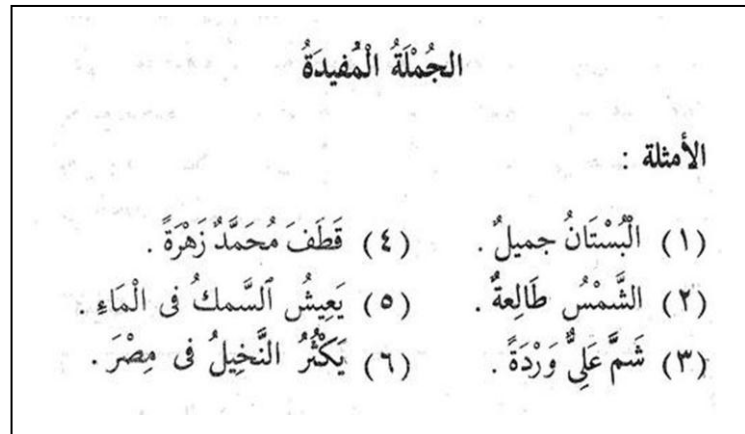 الجُمْلَةُ الْمُفيدَةُ
الأمثلة :
(١) الْبُسْتَانُ جميلٌ . (٤) قَطَفَ مُحَمَّدٌ زَهْرَةً .
(٢) الشَّمْسُ طَالِعةٌ . (٥) يَعِيشُ ٱلسَّمكُ فى الْمَاءِ .
(٣) شَمَّ عَلِىٌّ وَرْدَةً . (٦) يَكْثُرُ النَّخِيلُ فى مِصْرَ .